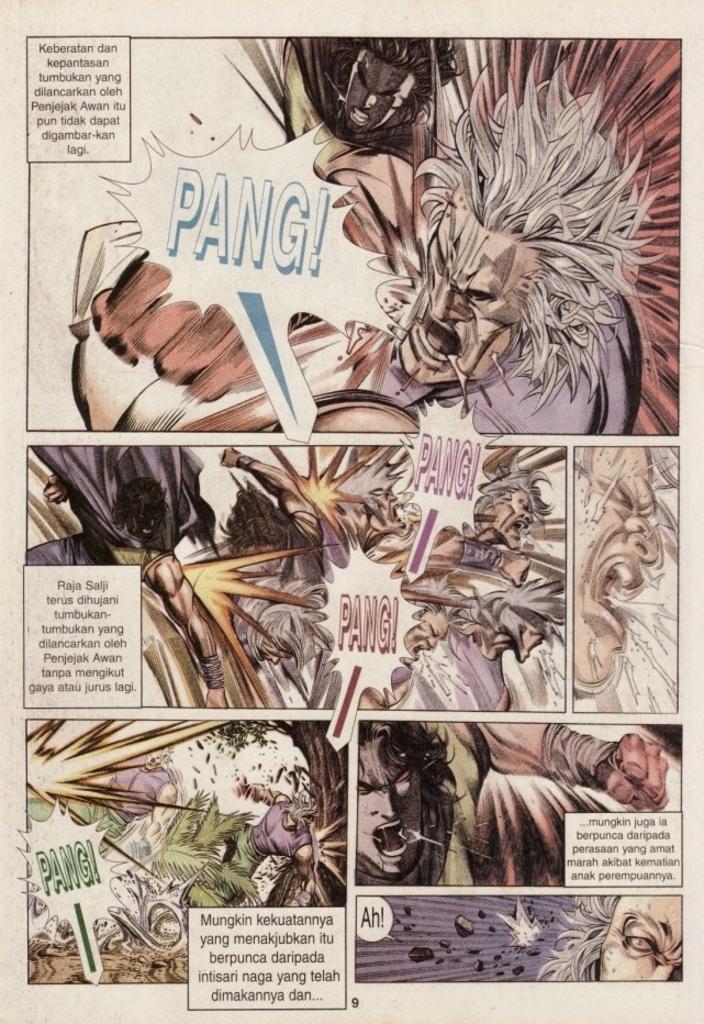 Keberatan dan
kepantasan
tumbukan yang
dilancarkan oleh
Penjejak Awan itu
pun tidak dapat
digambar-kan
lagi.
PANG!
PANG!
Raja Salji
terus dihujani
tumbukan-
tumbukan yang
dilancarkan oleh
Penjejak Awan
tanpa mengikut
gaya atau jurus lagi.
PANG!
PANG!
Mungkin kekuatannya
yang menakjubkan itu
berpunca daripada
intisari naga yang telah
dimakannya dan...
...mungkin juga ia
berpunca daripada
perasaan yang amat
marah akibat kematian
anak perempuannya.
Ah!
9